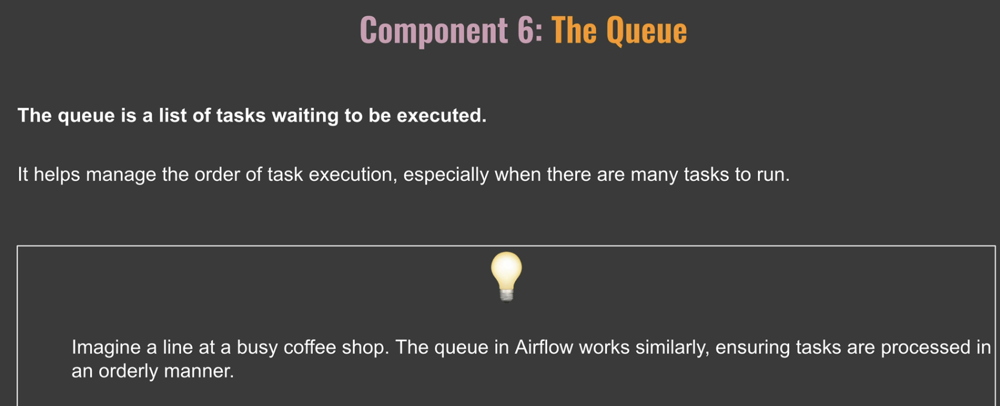 Component 6: The Queue
The queue is a list of tasks waiting to be executed.
It helps manage the order of task execution, especially when there are many tasks to run.
Imagine a line at a busy coffee shop. The queue in Airflow works similarly, ensuring tasks are processed in
an orderly manner.